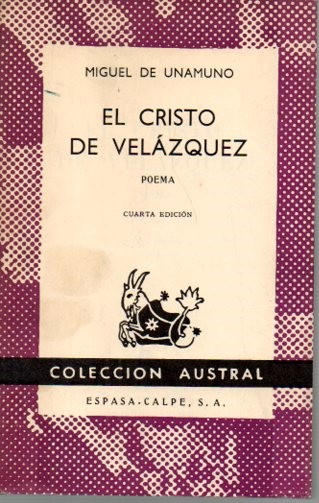 MIGUEL DE UNAMUNO
EL CRISTO
DE VELÁZQUEZ
POEMA
CUARTA EDICIÓN
COLECCION AUSTRAL
ESPASA-CALPE, S. A.